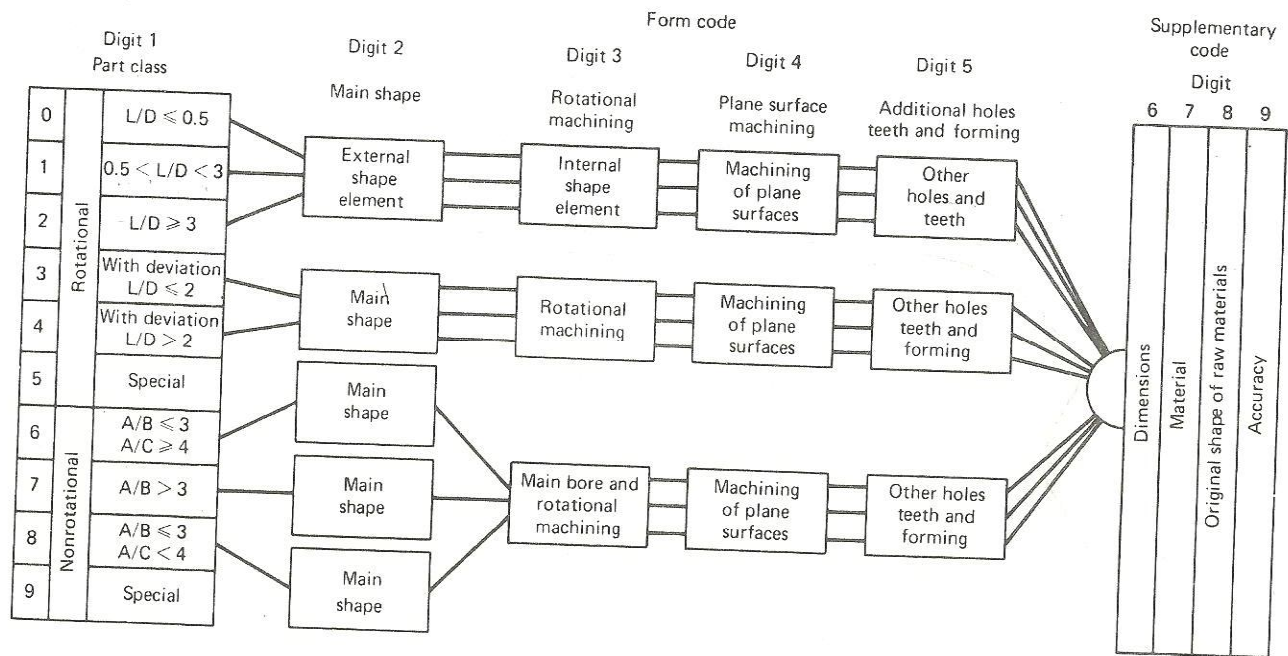 Form code
Supplementary
code
Digit 1
Part class
Digit 2
Main shape
Digit 3
Rotational
machining
Digit 4
Plane surface
machining
Digit 5
Additional holes
teeth and forming
Digit
6 7 8 9
Rotational
Nonrotational
0
L/D ≤ 0.5
1
0.5 < L/D < 3
2
L/D ≥ 3
3
With deviation
L/D ≤ 2
4
With deviation
L/D > 2
5
Special
6
A/B ≤ 3
A/C ≥ 4
7
A/B > 3
8
A/B ≤ 3
A/C < 4
9
Special
External
shape
element
Internal
shape
element
Machining
of plane
surfaces
Other
holes and
teeth
Main
shape
Rotational
machining
Machining
of plane
surfaces
Other holes
teeth and
forming
Main
shape
Main
shape
Main
shape
Main bore and
rotational
machining
Machining
of plane
surfaces
Other holes
teeth and
forming
Dimensions
Material
Original shape of raw materials
Accuracy